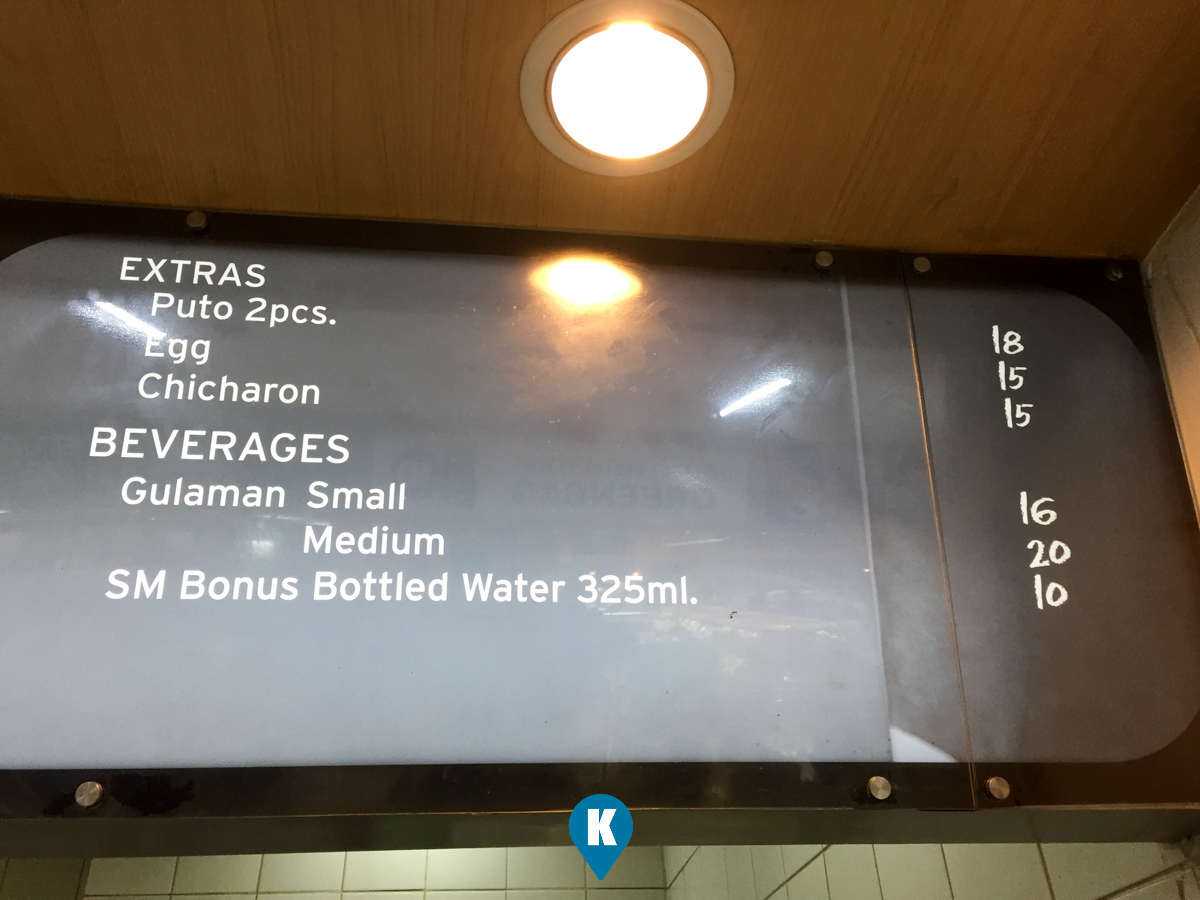 EXTRAS
Puto 2pcs. 18
Egg 15
Chicharon 15
BEVERAGES
Gulaman Small 16
Medium 20
SM Bonus Bottled Water 325ml. 10
K